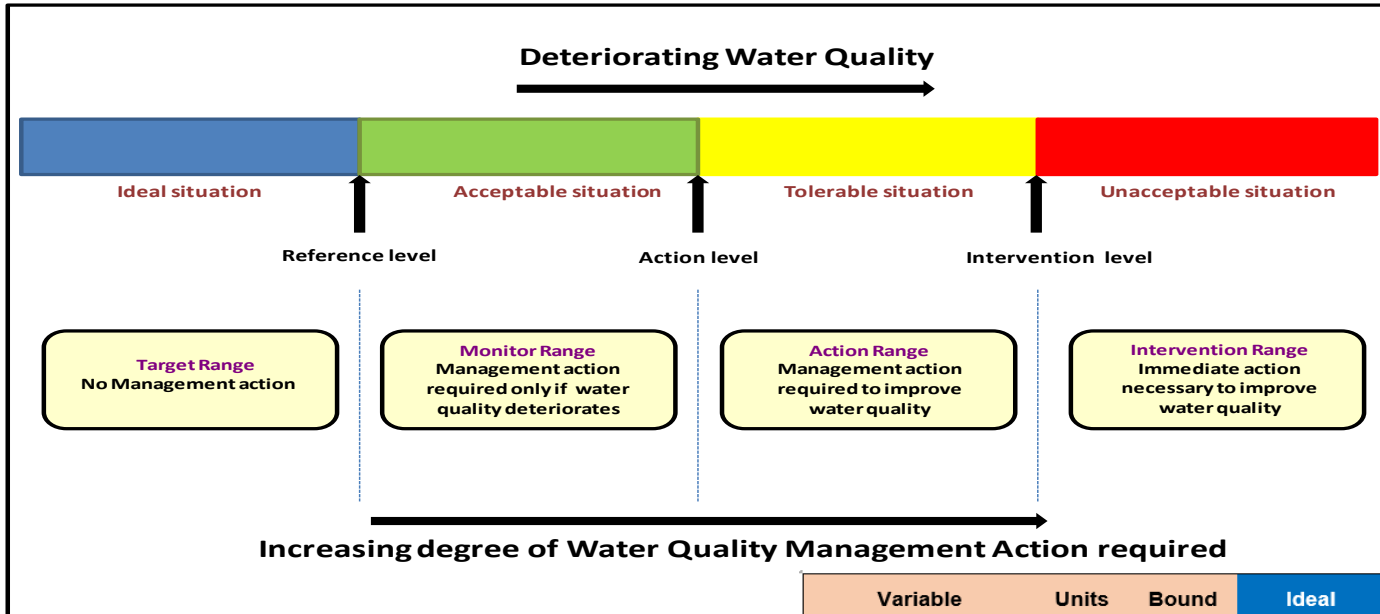 Deteriorating Water Quality
Ideal situation
Acceptable situation
Tolerable situation
Unacceptable situation
Reference level
Action level
Intervention level
Target Range
No Management action
Monitor Range
Management action
required only if water
quality deteriorates
Action Range
Management action
required to improve
water quality
Intervention Range
Immediate action
necessary to improve
water quality
Increasing degree of Water Quality Management Action required
Variable Units Bound Ideal